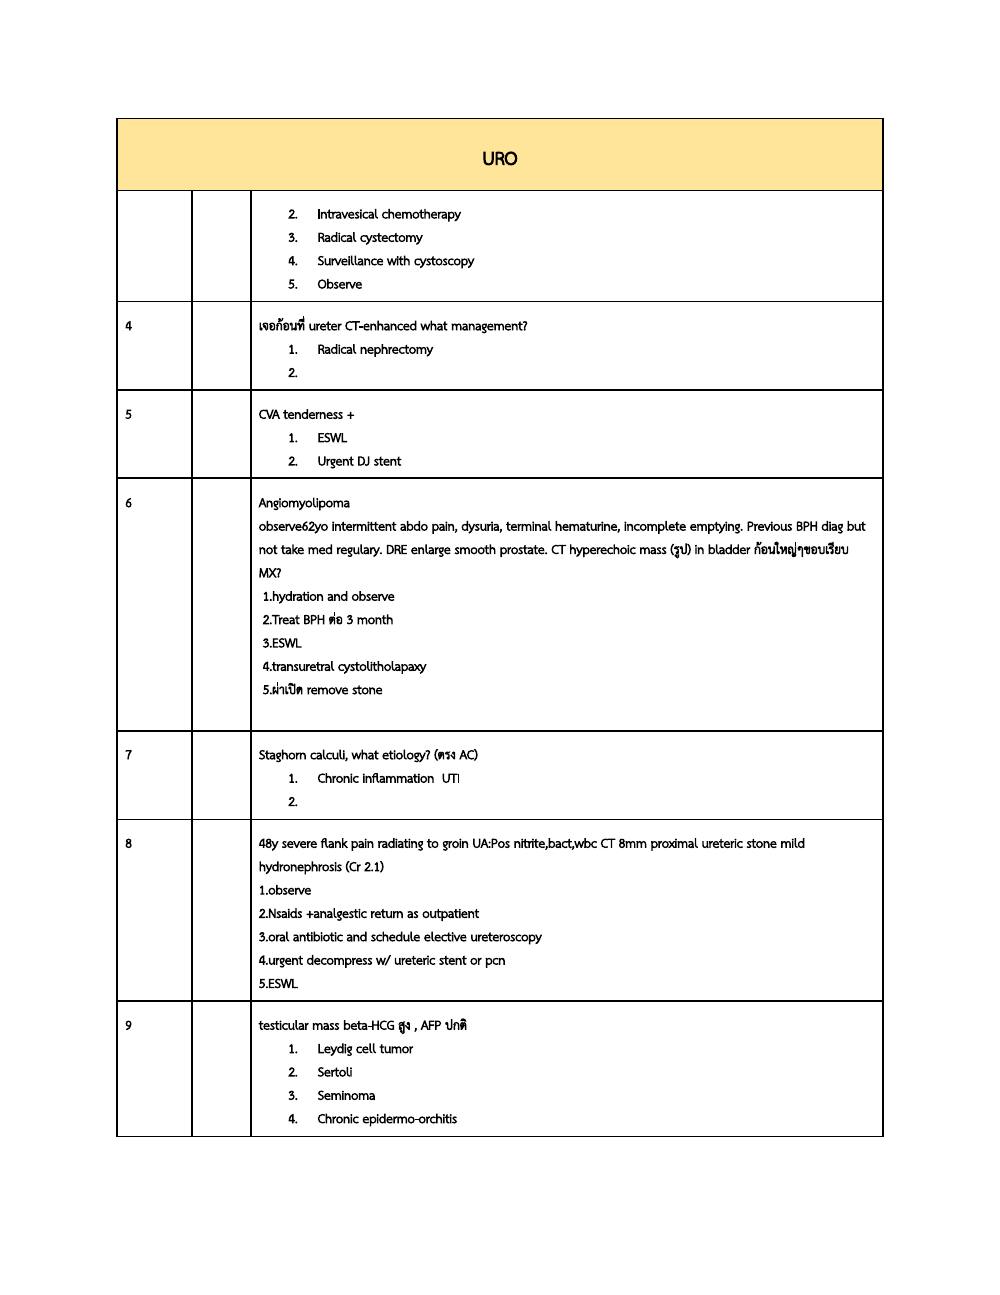 URO
2. Intravesical chemotherapy
3. Radical cystectomy
4. Surveillance with cystoscopy
5. Observe
4
เจอก้อนที่ ureter CT-enhanced what management?
1. Radical nephrectomy
2.
5
CVA tenderness +
1. ESWL
2. Urgent DJ stent
6
Angiomyolipoma
observe62yo intermittent abdo pain, dysuria, terminal hematurine, incomplete emptying. Previous BPH diag but
not take med regulary. DRE enlarge smooth prostate. CT hyperechoic mass (รูป) in bladder ก้อนใหญ่ๆขอบเรียบ
MX?
1.hydration and observe
2.Treat BPH ต่อ 3 month
3.ESWL
4.transuretral cystolitholapaxy
5.ผ่าเปิด remove stone
7
Staghorn calculi, what etiology? (ตรง AC)
1. Chronic inflammation UTI
2.
8
48y severe flank pain radiating to groin UA:Pos nitrite,bact,wbc CT 8mm proximal ureteric stone mild
hydronephrosis (Cr 2.1)
1.observe
2.Nsaids +analgestic return as outpatient
3.oral antibiotic and schedule elective ureteroscopy
4.urgent decompress w/ ureteric stent or pcn
5.ESWL
9
testicular mass beta-HCG สูง , AFP ปกติ
1. Leydig cell tumor
2. Sertoli
3. Seminoma
4. Chronic epidermo-orchitis